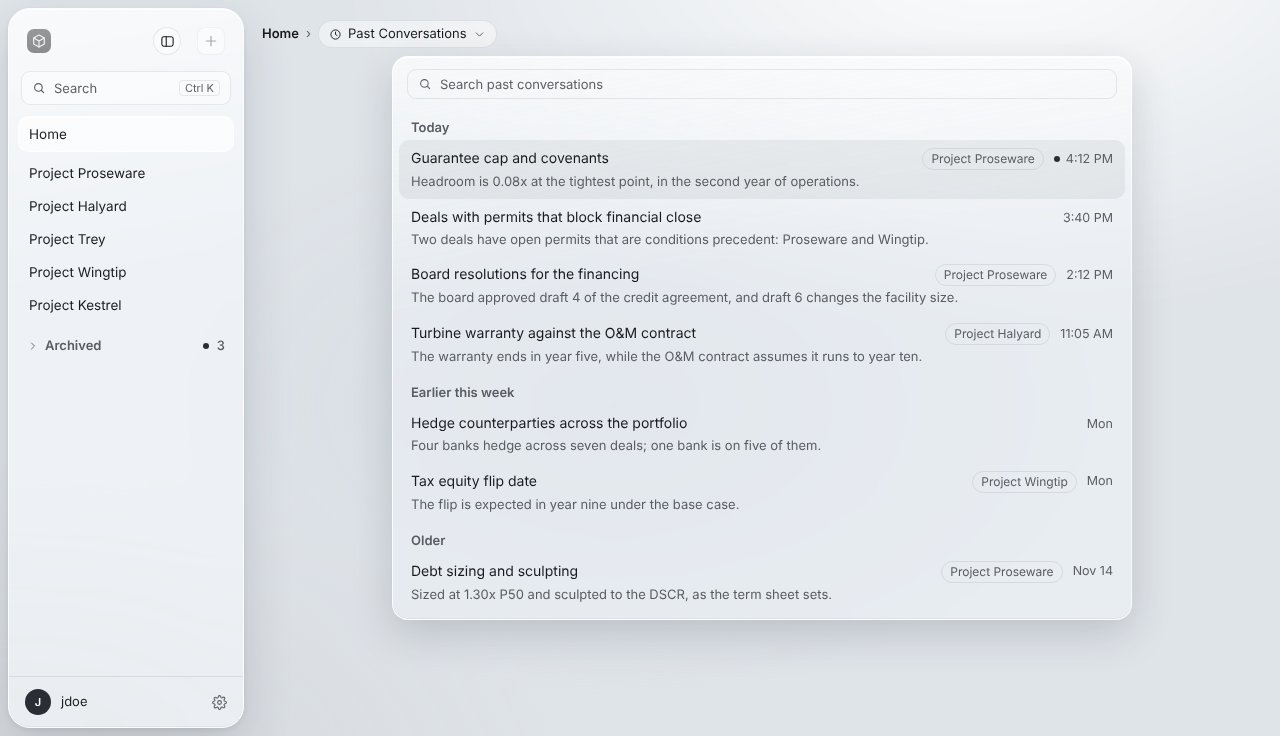 Search
Ctrl K
Home
Project Proseware
Project Halyard
Project Trey
Project Wingtip
Project Kestrel
Archived
3
J
jdoe
Home › Past Conversations
Search past conversations
Today
Guarantee cap and covenants Project Proseware 4:12 PM
Headroom is 0.08x at the tightest point, in the second year of operations.
Deals with permits that block financial close 3:40 PM
Two deals have open permits that are conditions precedent: Proseware and Wingtip.
Board resolutions for the financing Project Proseware 2:12 PM
The board approved draft 4 of the credit agreement, and draft 6 changes the facility size.
Turbine warranty against the O&M contract Project Halyard 11:05 AM
The warranty ends in year five, while the O&M contract assumes it runs to year ten.
Earlier this week
Hedge counterparties across the portfolio Mon
Four banks hedge across seven deals; one bank is on five of them.
Tax equity flip date Project Wingtip Mon
The flip is expected in year nine under the base case.
Older
Debt sizing and sculpting Project Proseware Nov 14
Sized at 1.30x P50 and sculpted to the DSCR, as the term sheet sets.